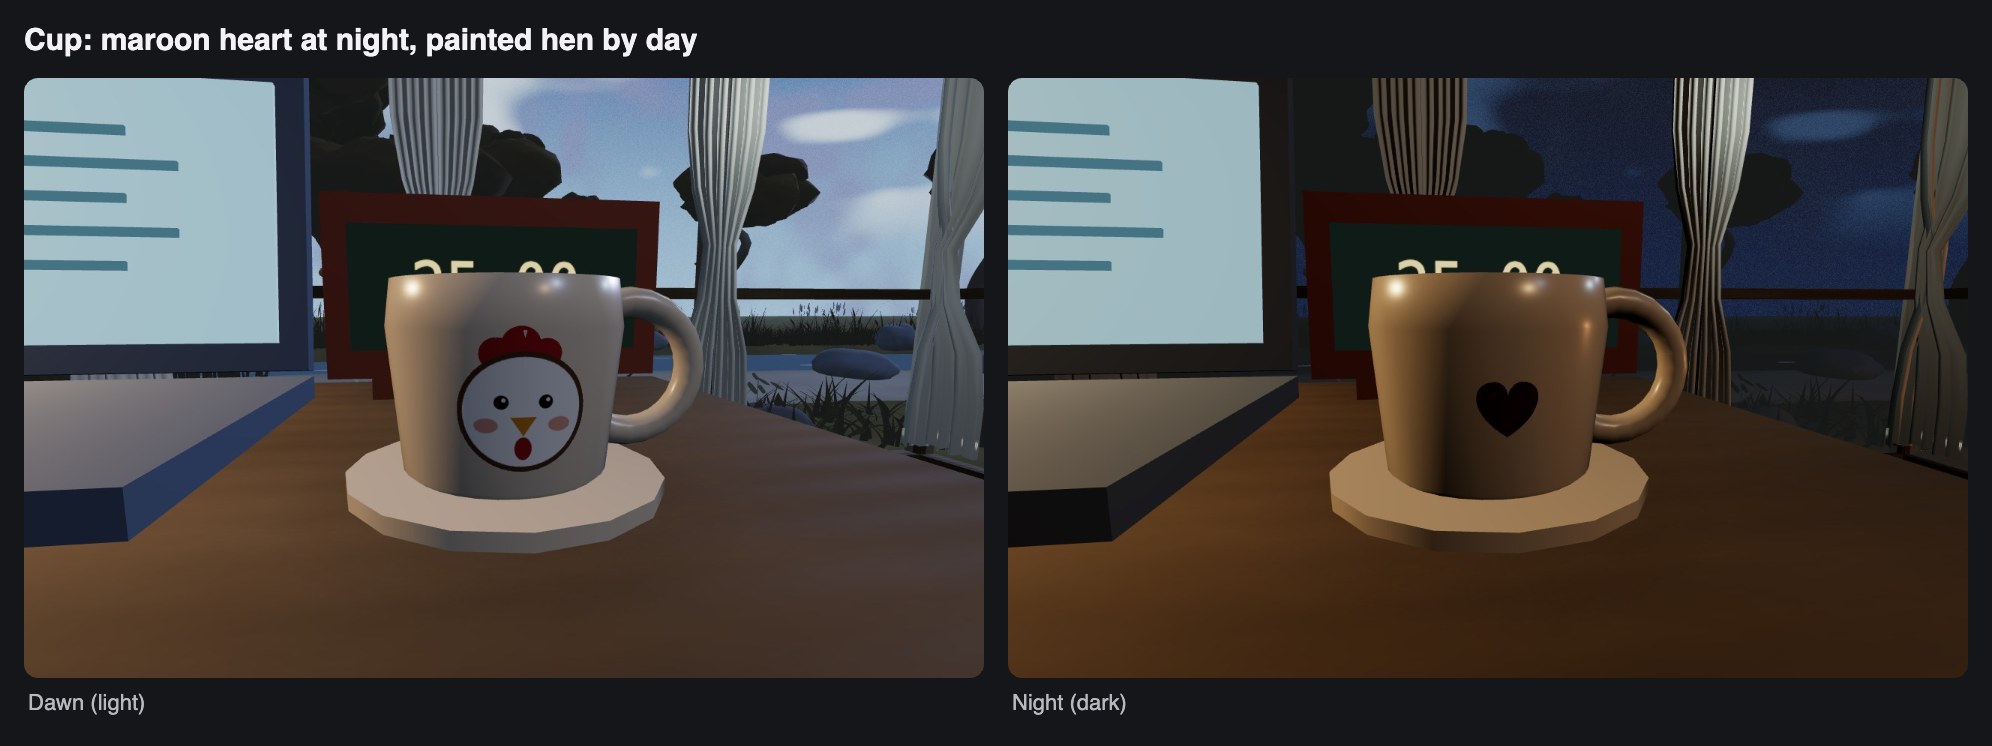 Cup: maroon heart at night, painted hen by day
Dawn (light)
Night (dark)